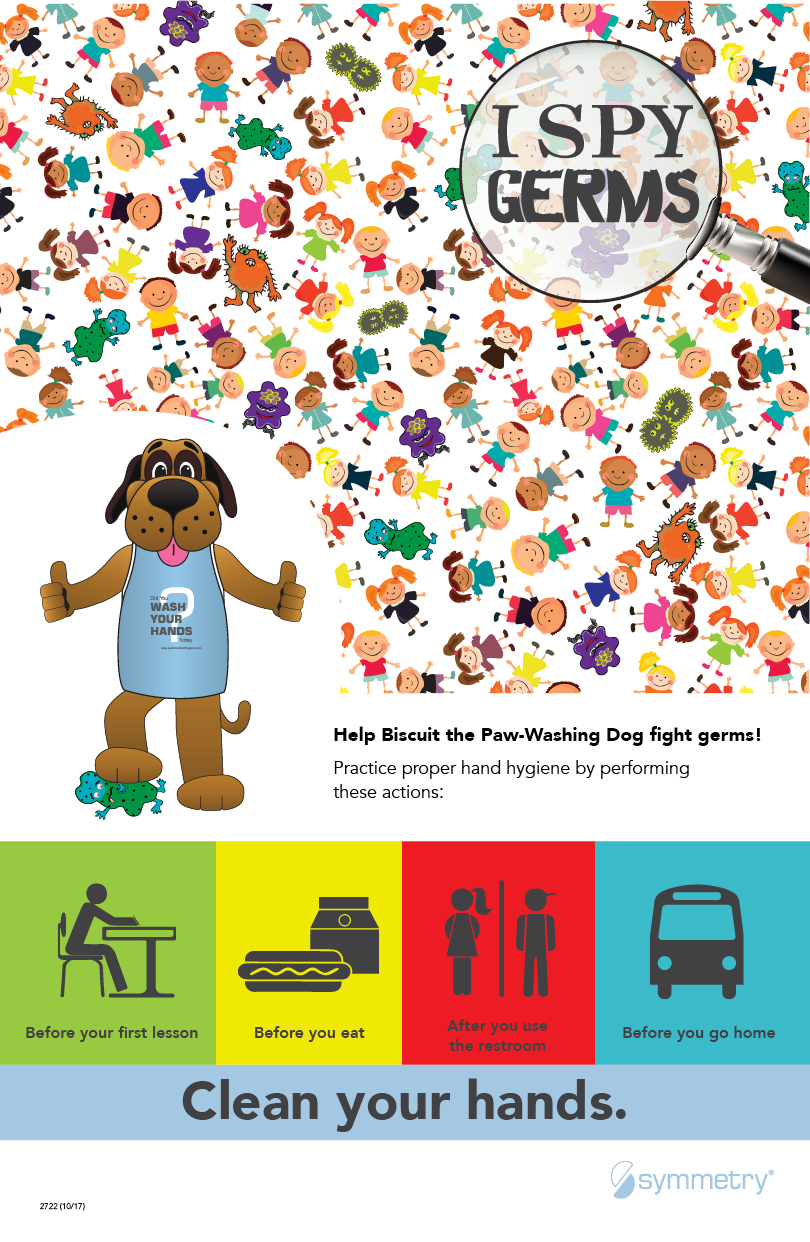 I SPY
GERMS
Did You
WASH
YOUR
HANDS
Today
?
Help Biscuit the Paw-Washing Dog fight germs!
Practice proper hand hygiene by performing
these actions:
Before your first lesson
Before you eat
After you use
the restroom
Before you go home
Clean your hands.
symmetry®
2722 (10/17)